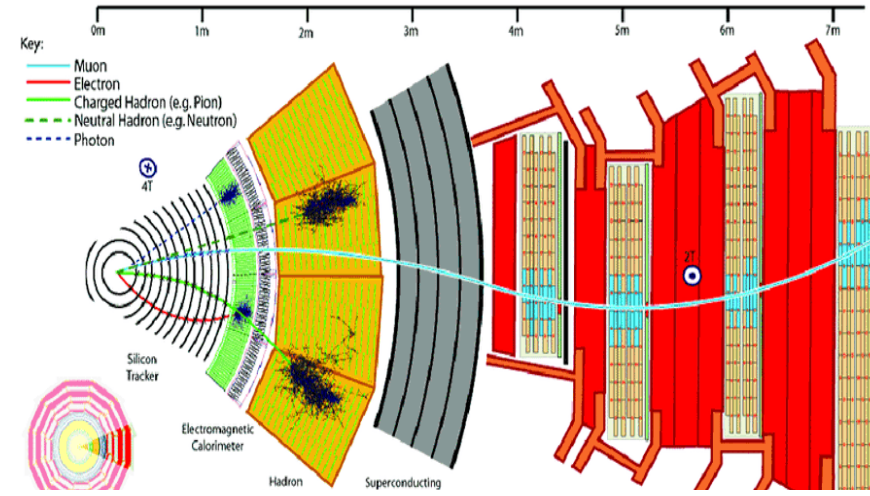 0m 1m 2m 3m 4m 5m 6m 7m
Key:
Muon
Electron
Charged Hadron (e.g. Pion)
Neutral Hadron (e.g. Neutron)
Photon
4T
2T
Silicon
Tracker
Electromagnetic
Calorimeter
Hadron
Superconducting